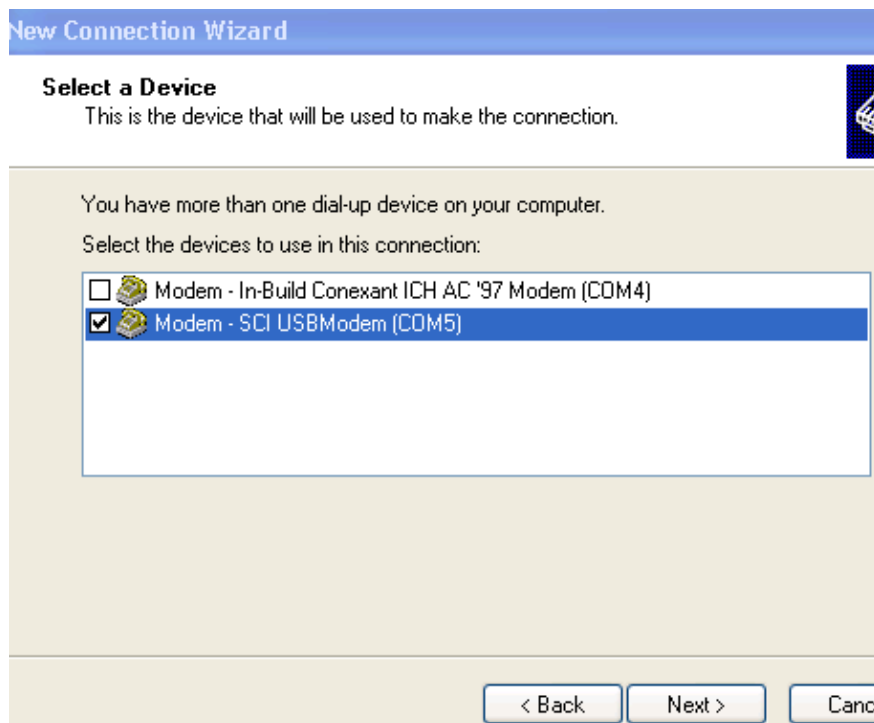 New Connection Wizard
Select a Device
This is the device that will be used to make the connection.
You have more than one dial-up device on your computer.
Select the devices to use in this connection:
Modem - In-Build Conexant ICH AC '97 Modem (COM4)
Modem - SCI USBModem (COM5)
< Back Next > Canc